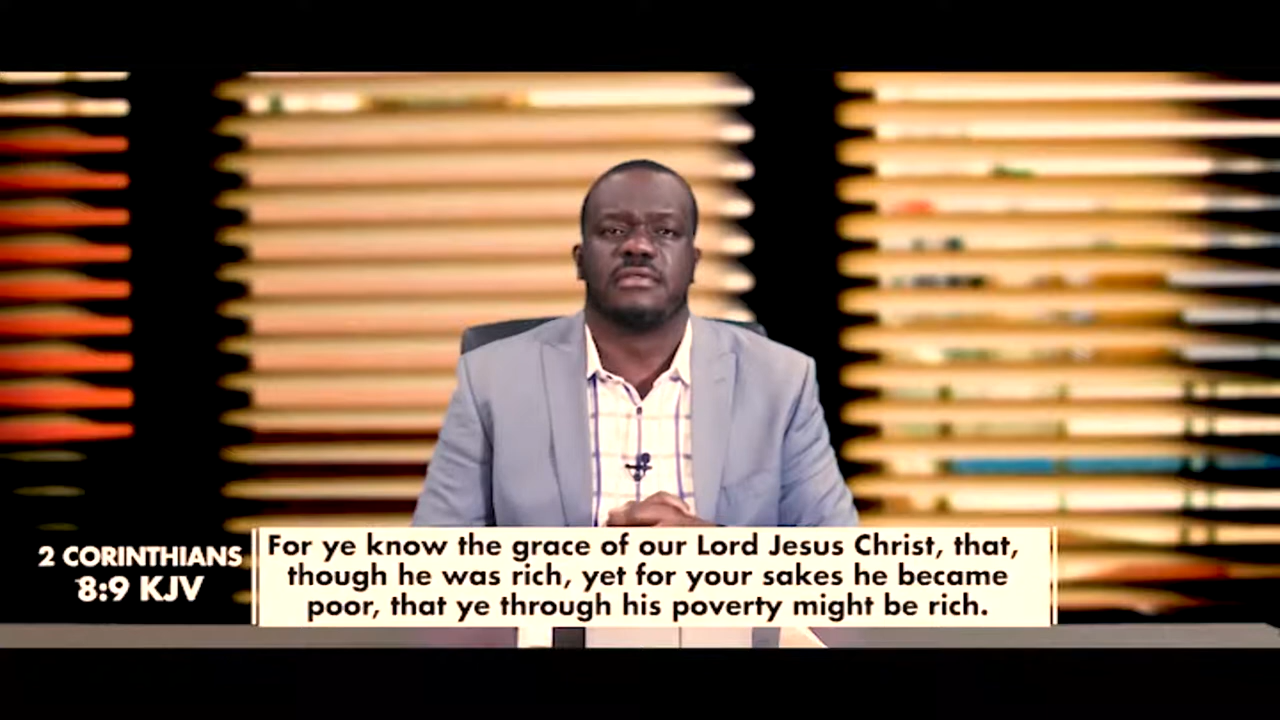 2 CORINTHIANS
8:9 KJV
For ye know the grace of our Lord Jesus Christ, that,
though he was rich, yet for your sakes he became
poor, that ye through his poverty might be rich.